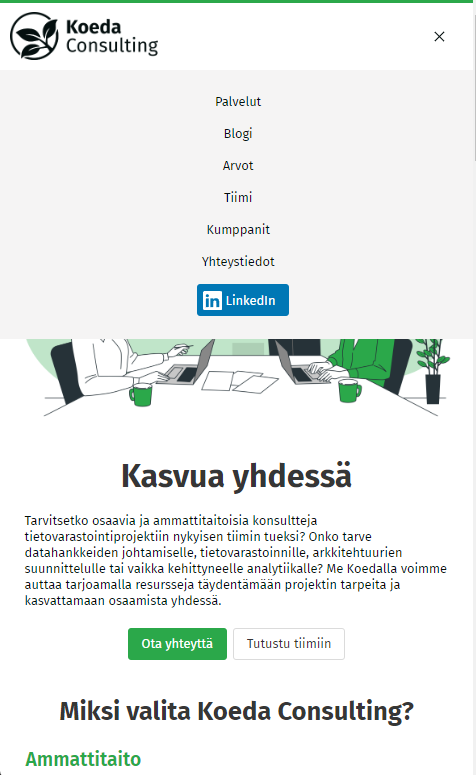 Koeda
Consulting
Palvelut
Blogi
Arvot
Tiimi
Kumppanit
Yhteystiedot
in LinkedIn
Kasvua yhdessä
Tarvitsetko osaavia ja ammattitaitoisia konsultteja
tietovarastointiprojektiin nykyisen tiimin tueksi? Onko tarve
datahankkeiden johtamiselle, tietovarastoinnille, arkkitehtuurien
suunnittelulle tai vaikka kehittyneelle analytiikalle? Me Koedalla voimme
auttaa tarjoamalla resursseja täydentämään projektin tarpeita ja
kasvattamaan osaamista yhdessä.
Ota yhteyttä
Tutustu tiimiin
Miksi valita Koeda Consulting?
Ammattitaito